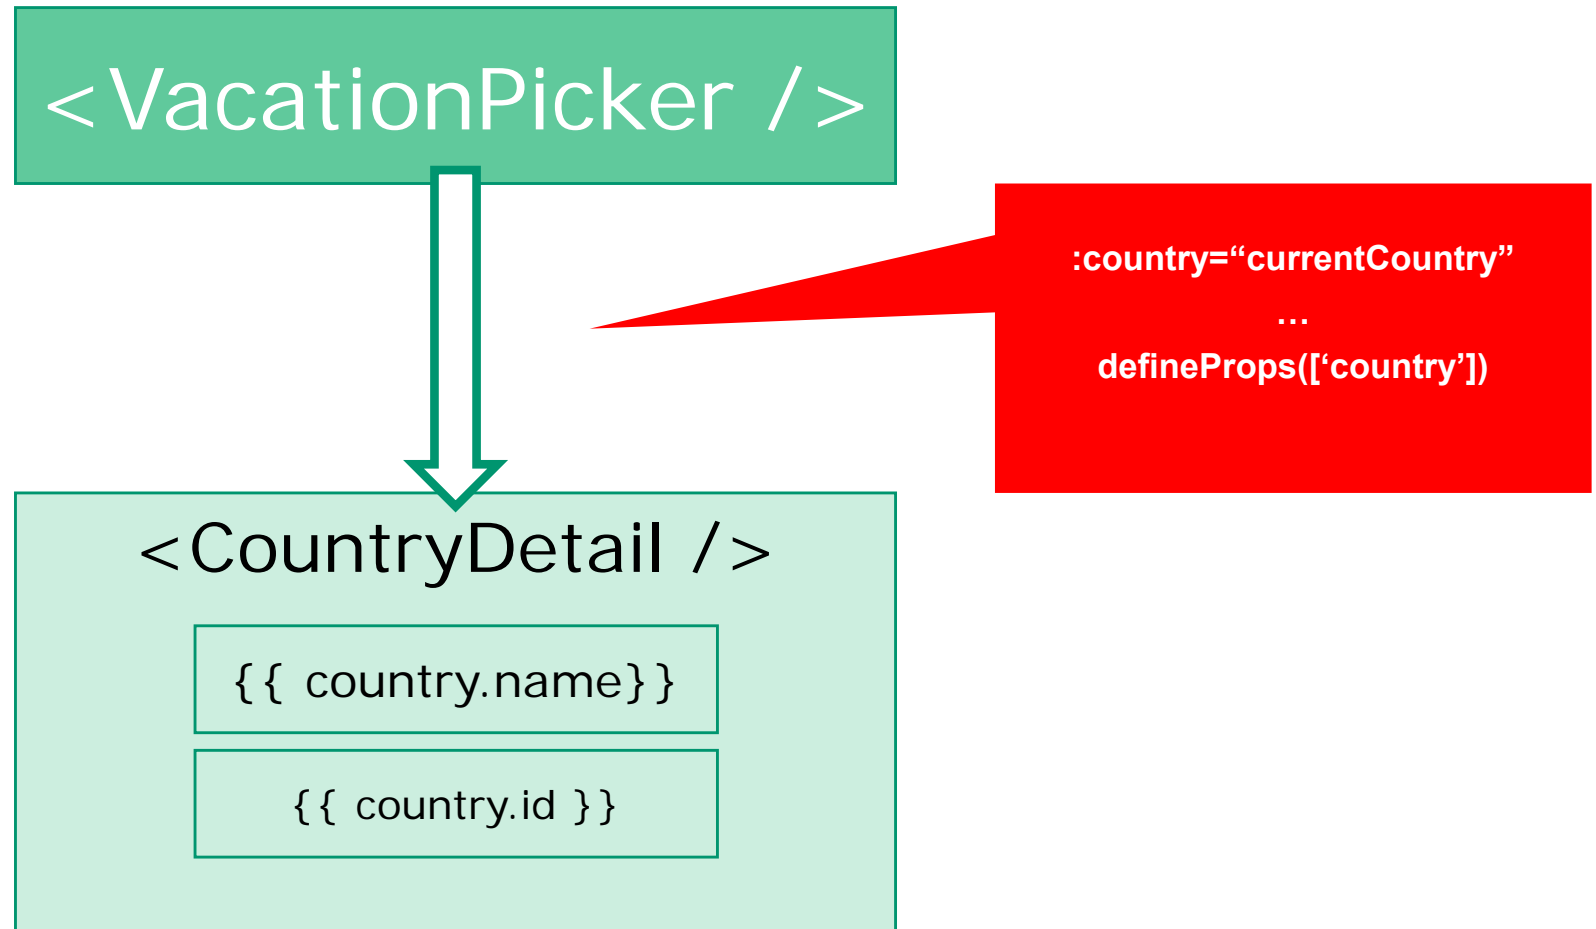 <VacationPicker />
:country=“currentCountry”
…
defineProps([‘country’])
<CountryDetail />
{{ country.name}}
{{ country.id }}